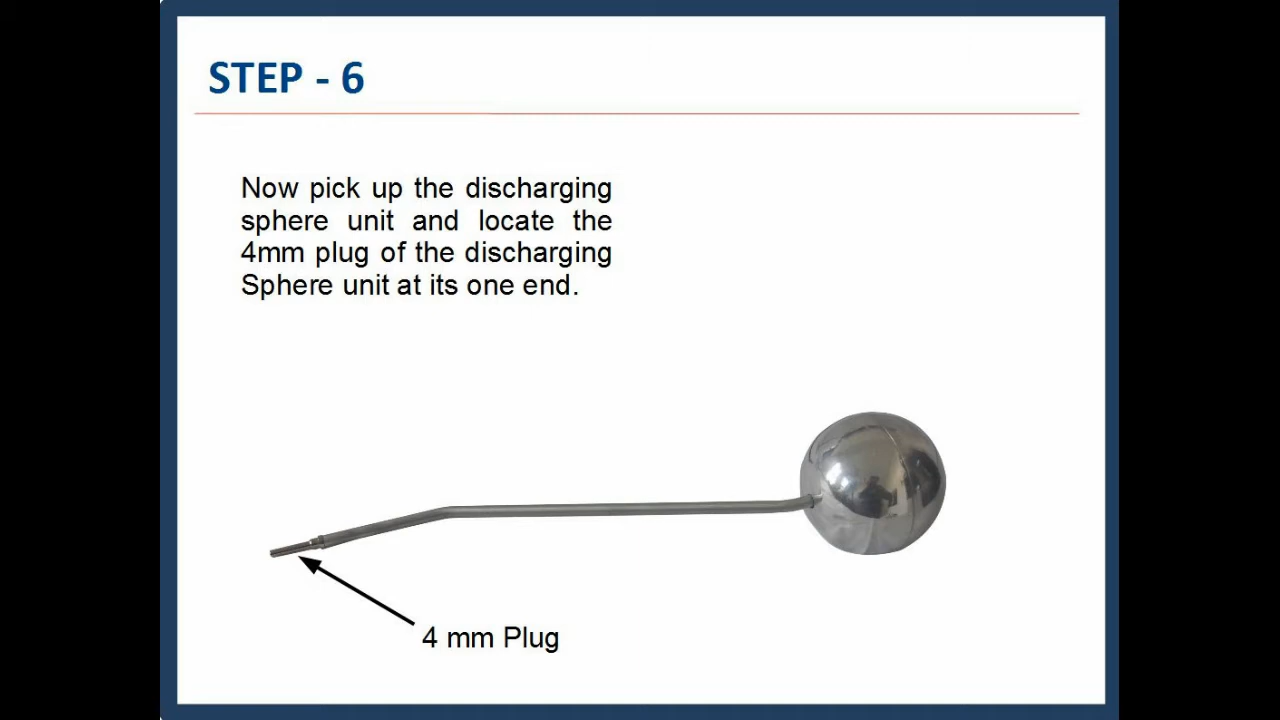 STEP - 6
Now pick up the discharging
sphere unit and locate the
4mm plug of the discharging
Sphere unit at its one end.
4 mm Plug